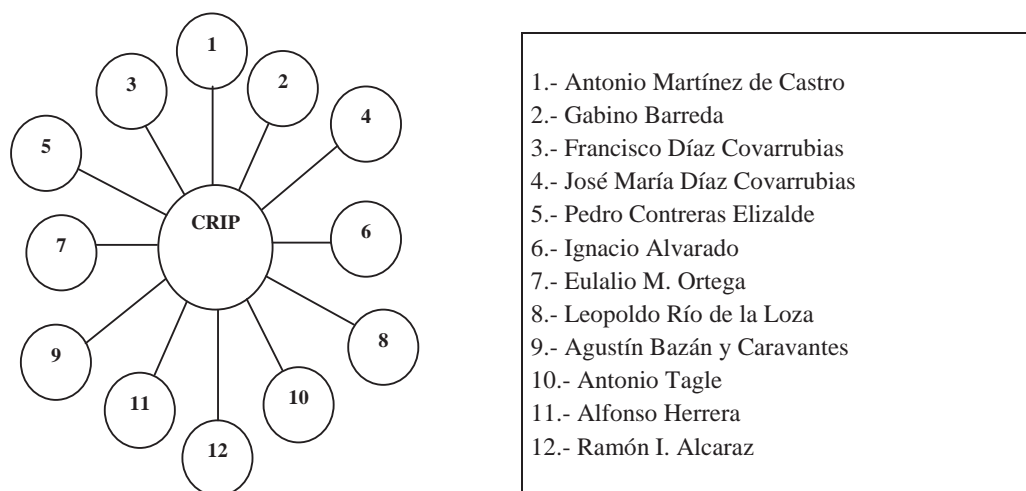 1
2
3
4
5
CRIP
6
7
8
9
10
11
12
1.- Antonio Martínez de Castro
2.- Gabino Barreda
3.- Francisco Díaz Covarrubias
4.- José María Díaz Covarrubias
5.- Pedro Contreras Elizalde
6.- Ignacio Alvarado
7.- Eulalio M. Ortega
8.- Leopoldo Río de la Loza
9.- Agustín Bazán y Caravantes
10.- Antonio Tagle
11.- Alfonso Herrera
12.- Ramón I. Alcaraz